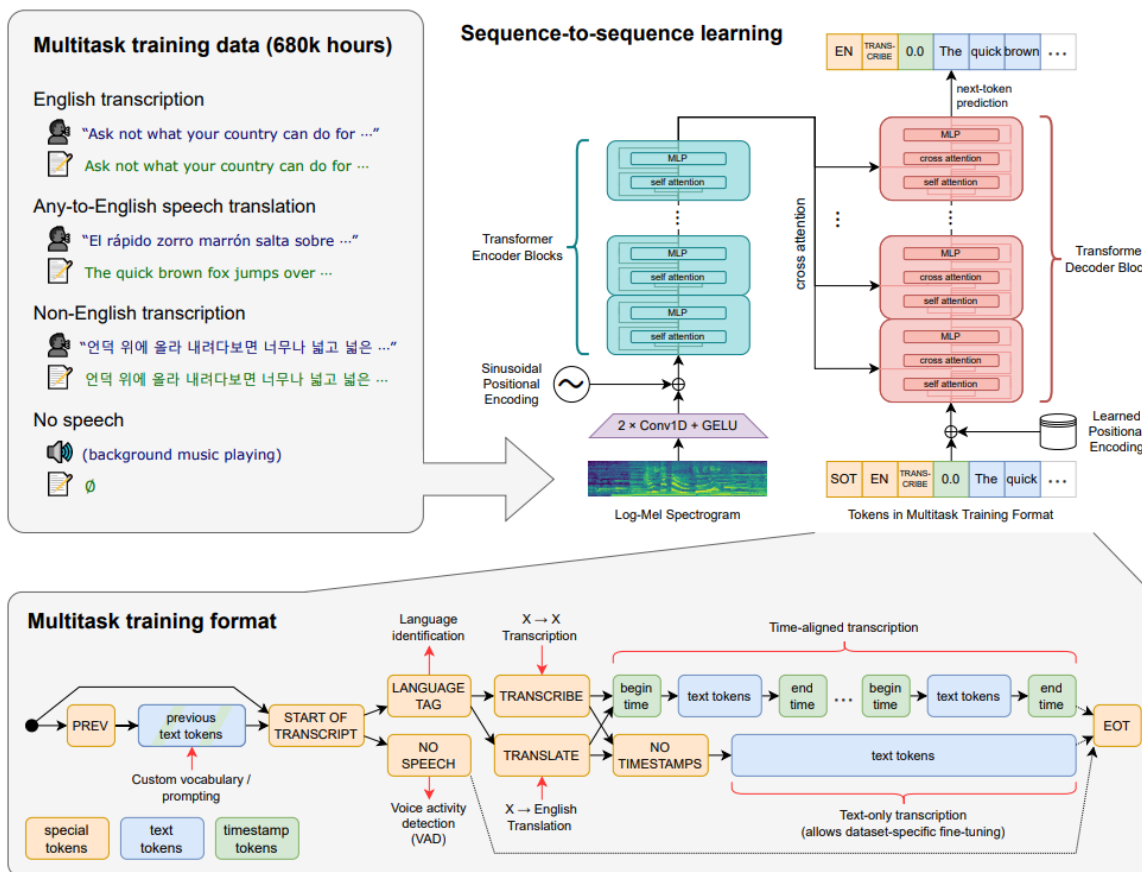 Multitask training data (680k hours)
English transcription
“Ask not what your country can do for ⋯”
Ask not what your country can do for ⋯
Any-to-English speech translation
“El rápido zorro marrón salta sobre ⋯”
The quick brown fox jumps over ⋯
Non-English transcription
“언덕 위에 올라 내려다보면 너무나 넓고 넓은 ⋯”
언덕 위에 올라 내려다보면 너무나 넓고 넓은 ⋯
No speech
(background music playing)
∅
Sequence-to-sequence learning
EN TRANS-CRIBE 0.0 The quick brown ⋯
next-token
prediction
MLP
self attention
⋯
MLP
self attention
MLP
self attention
Transformer
Encoder Blocks
cross attention
⋯
MLP
cross attention
self attention
⋯
MLP
cross attention
self attention
MLP
cross attention
self attention
Transformer
Decoder Block
Sinusoidal
Positional
Encoding
2 × Conv1D + GELU
Log-Mel Spectrogram
Learned
Positional
Encoding
SOT EN TRANS-CRIBE 0.0 The quick ⋯
Tokens in Multitask Training Format
Multitask training format
Language
identification
X → X
Transcription
Time-aligned transcription
PREV
previous
text tokens
START OF
TRANSCRIPT
LANGUAGE
TAG
TRANSCRIBE
begin
time
text tokens
end
time
⋯
begin
time
text tokens
end
time
NO
SPEECH
TRANSLATE
NO
TIMESTAMPS
text tokens
EOT
Custom vocabulary /
prompting
Voice activity
detection
(VAD)
X → English
Translation
Text-only transcription
(allows dataset-specific fine-tuning)
special
tokens
text
tokens
timestamp
tokens